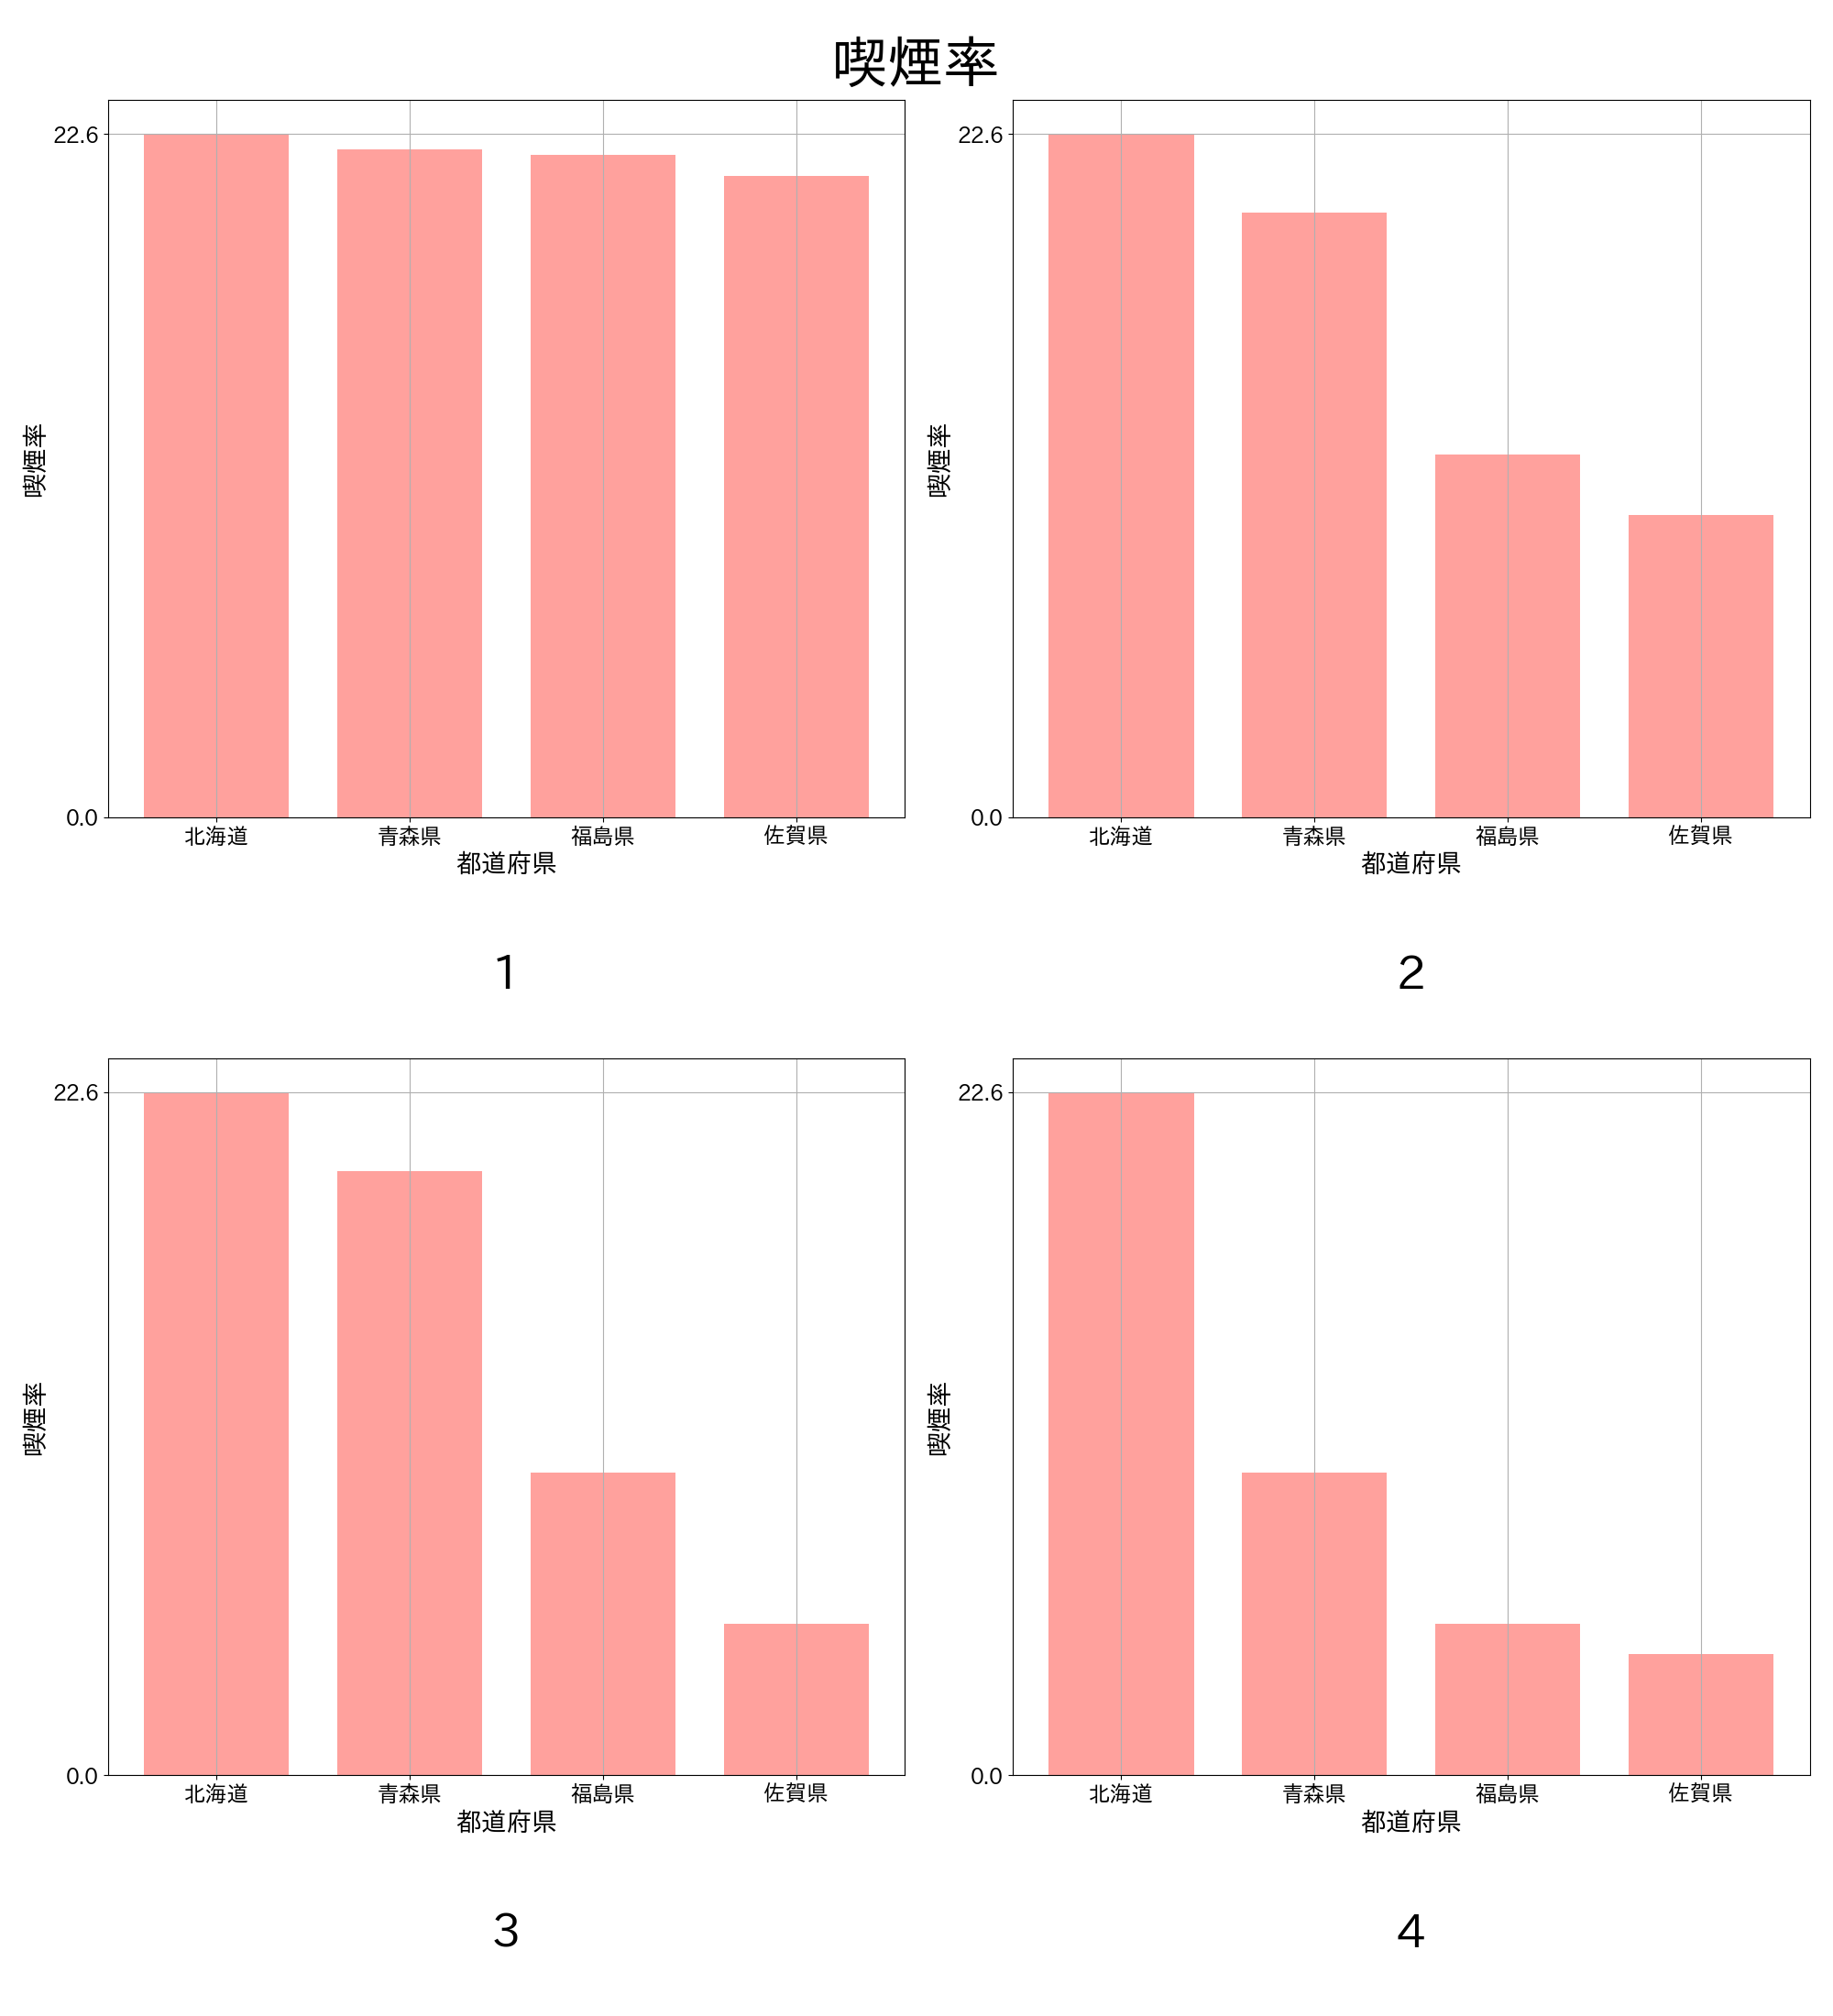 喫煙率
22.6
0.0
喫煙率
北海道 青森県 福島県 佐賀県
都道府県
1
22.6
0.0
喫煙率
北海道 青森県 福島県 佐賀県
都道府県
2
22.6
0.0
喫煙率
北海道 青森県 福島県 佐賀県
都道府県
3
22.6
0.0
喫煙率
北海道 青森県 福島県 佐賀県
都道府県
4